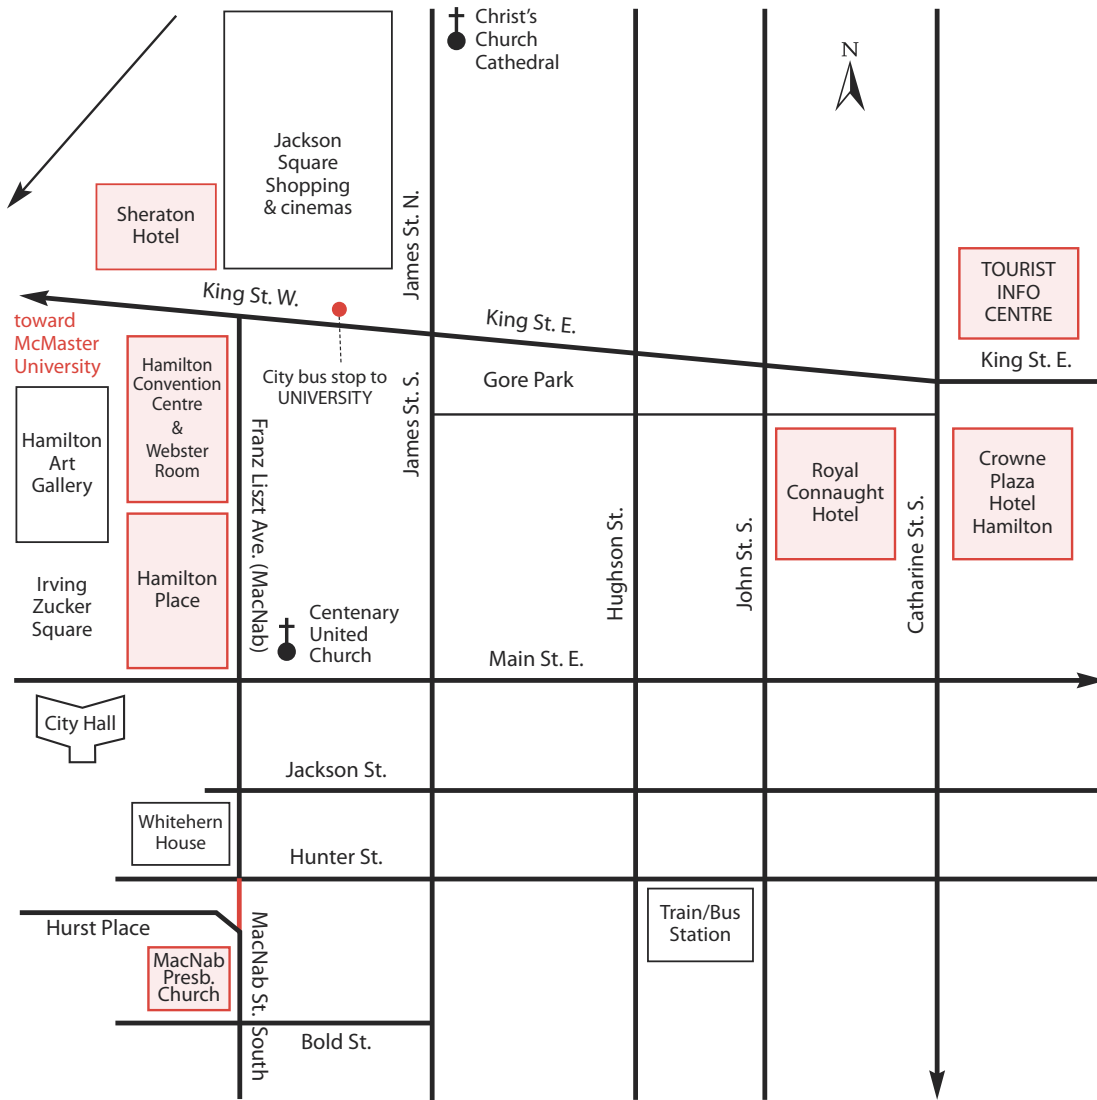 Christ's
Church
Cathedral
N
Jackson
Square
Shopping
& cinemas
Sheraton
Hotel
James St. N.
King St. W.
King St. E.
TOURIST
INFO
CENTRE
King St. E.
toward
McMaster
University
Hamilton
Convention
Centre
&
Webster
Room
City bus stop to
UNIVERSITY
James St. S.
Gore Park
Hamilton
Art
Gallery
Franz Liszt Ave. (MacNab)
Royal
Connaught
Hotel
Crowne
Plaza
Hotel
Hamilton
Hughson St.
John St. S.
Catharine St. S.
Irving
Zucker
Square
Hamilton
Place
Centenary
United
Church
Main St. E.
City Hall
Jackson St.
Whitehern
House
Hunter St.
Hurst Place
MacNab St. South
Train/Bus
Station
MacNab
Presb.
Church
Bold St.